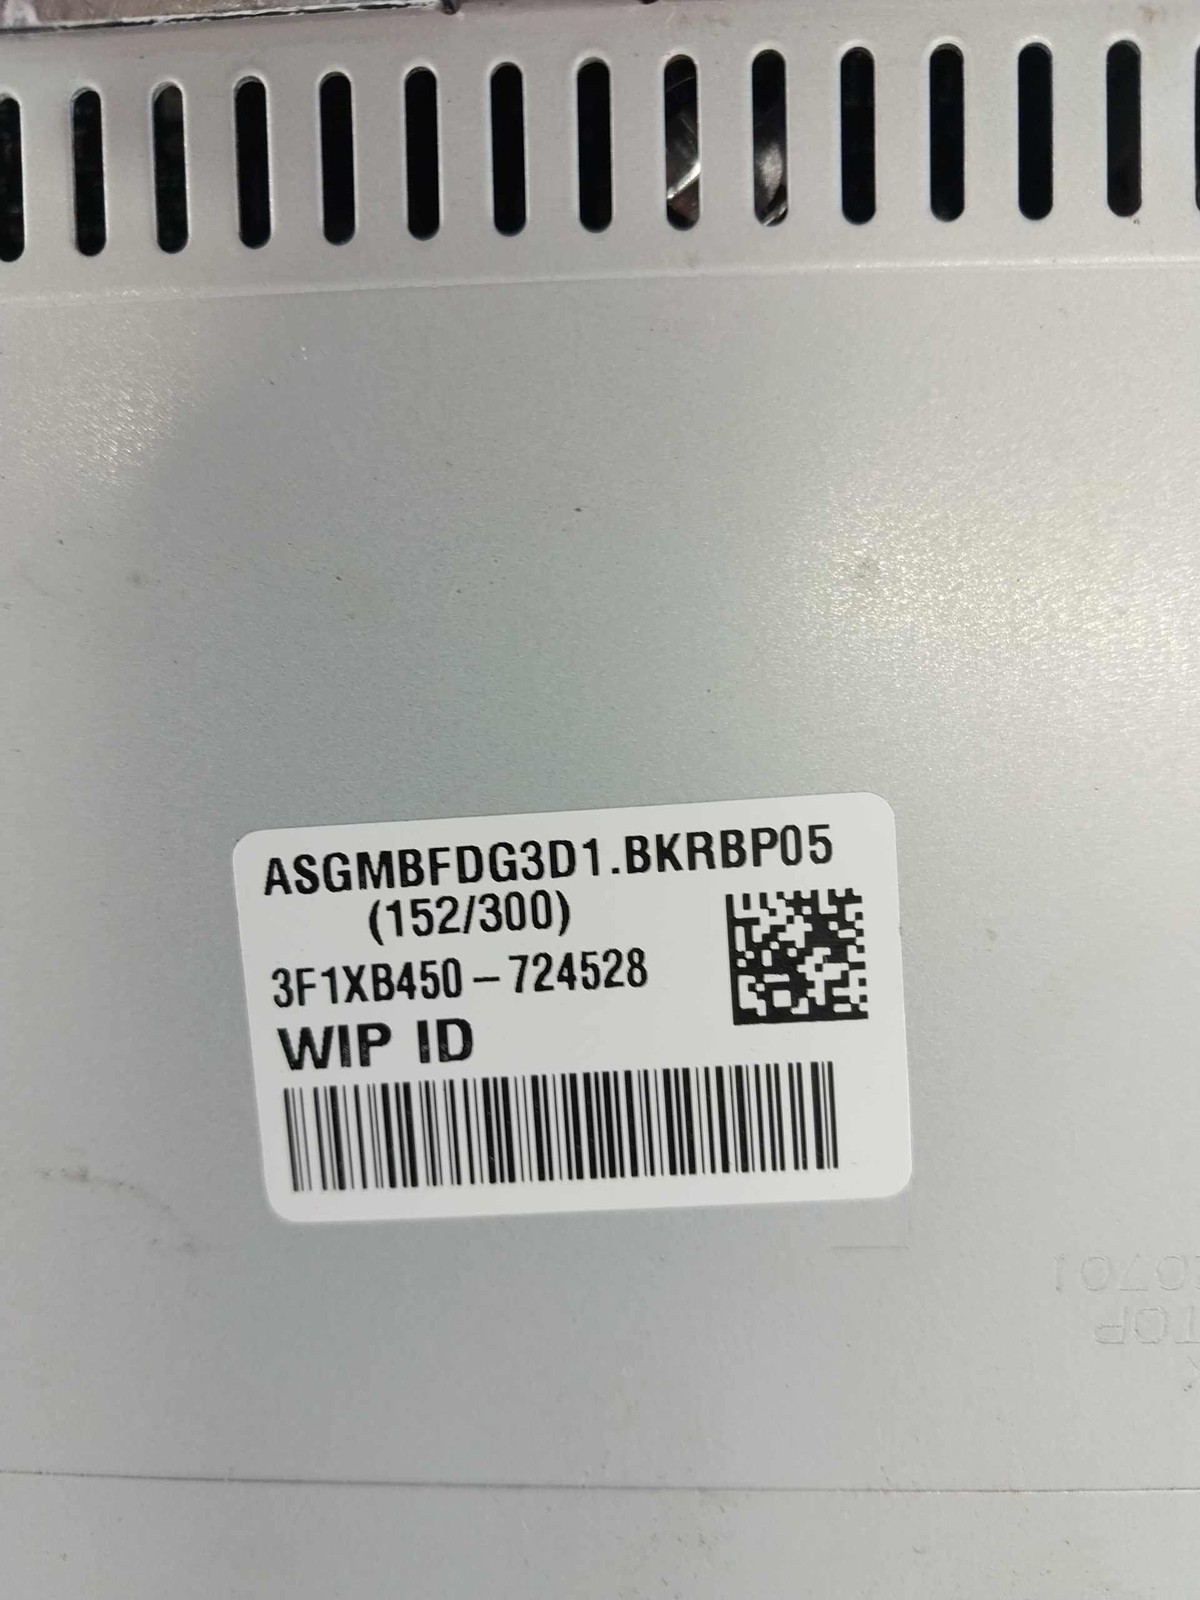 ASGMBFDG3D1.BKRBP05
(152/300)
3F1XB450-724528
WIP ID